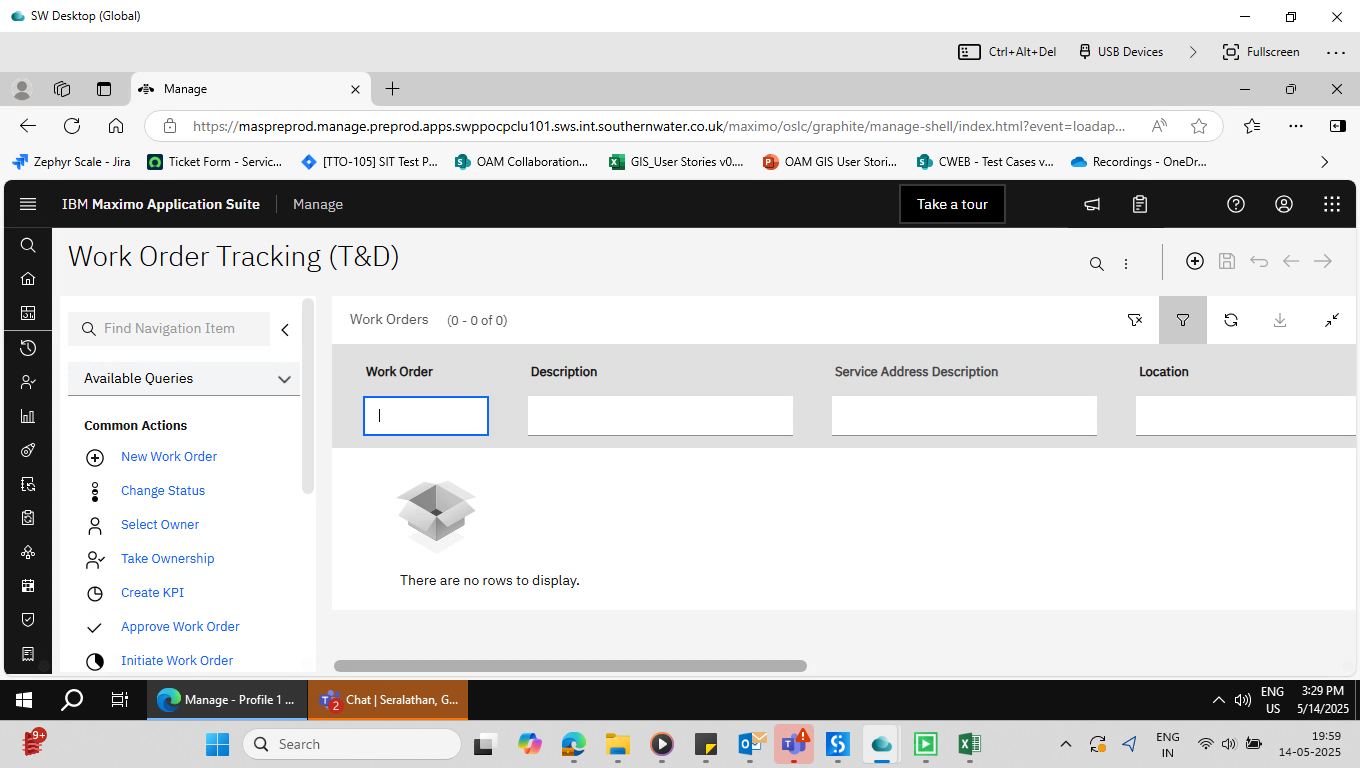 SW Desktop (Global)
Ctrl+Alt+Del
USB Devices
Fullscreen
Manage
https://maspreprod.manage.preprod.apps.swppocpclu101.sws.int.southernwater.co.uk/maximo/oslc/graphite/manage-shell/index.html?event=loadap...
Zephyr Scale - Jira
Ticket Form - Servic...
[TTO-105] SIT Test P...
OAM Collaboration...
GIS_User Stories v0....
OAM GIS User Stori...
CWEB - Test Cases v...
Recordings - OneDr...
IBM Maximo Application Suite
Manage
Take a tour
Work Order Tracking (T&D)
Find Navigation Item
Available Queries
Common Actions
New Work Order
Change Status
Select Owner
Take Ownership
Create KPI
Approve Work Order
Initiate Work Order
Work Orders (0 - 0 of 0)
Work Order
Description
Service Address Description
Location
There are no rows to display.
Manage - Profile 1 ...
2
Chat | Seralathan, G...
ENG
US
3:29 PM
5/14/2025
9+
Search
ENG
IN
19:59
14-05-2025